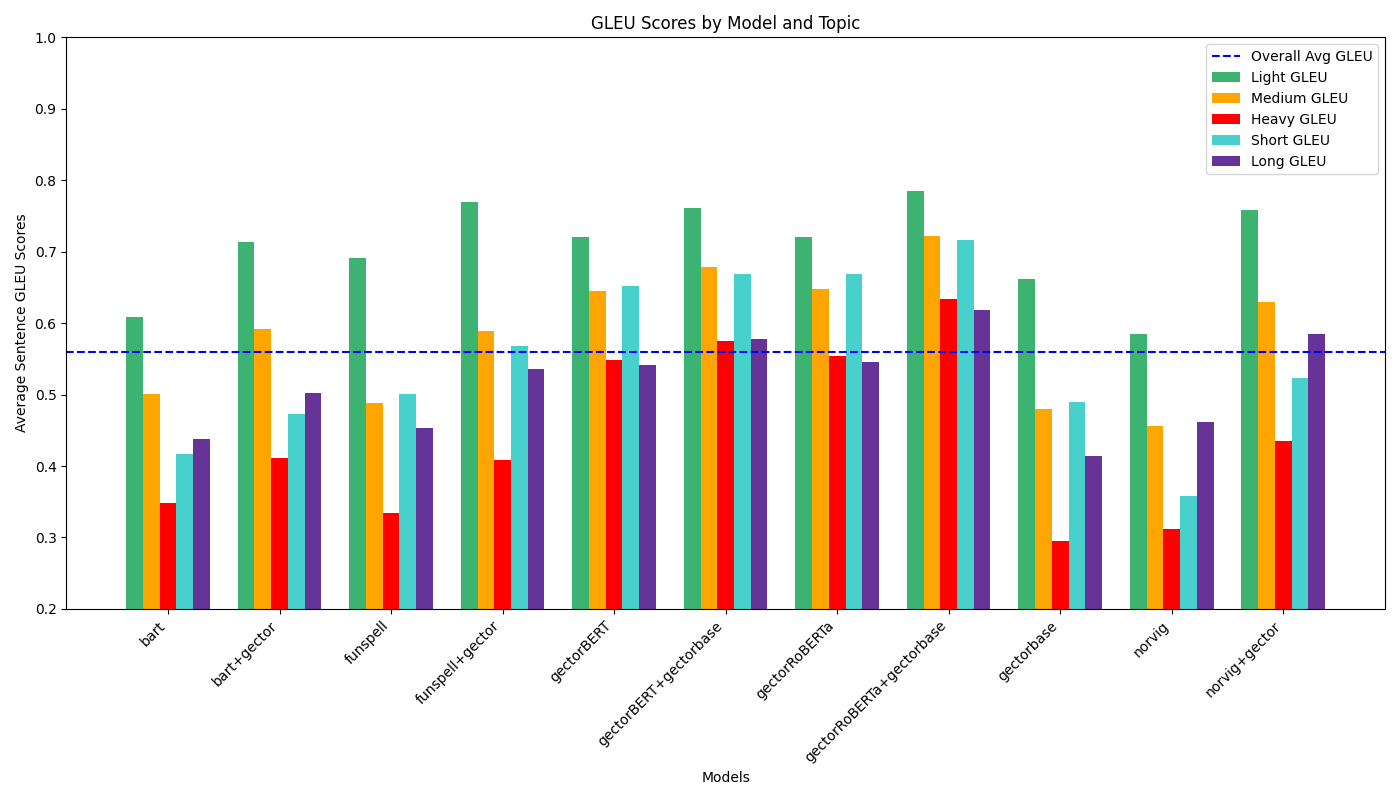 GLEU Scores by Model and Topic
Average Sentence GLEU Scores
1.0
0.9
0.8
0.7
0.6
0.5
0.4
0.3
0.2
Overall Avg GLEU
Light GLEU
Medium GLEU
Heavy GLEU
Short GLEU
Long GLEU
bart
bart+gector
funspell
funspell+gector
gectorBERT
gectorBERT+gectorbase
gectorRoBERTa
gectorRoBERTa+gectorbase
gectorbase
norvig
norvig+gector
Models